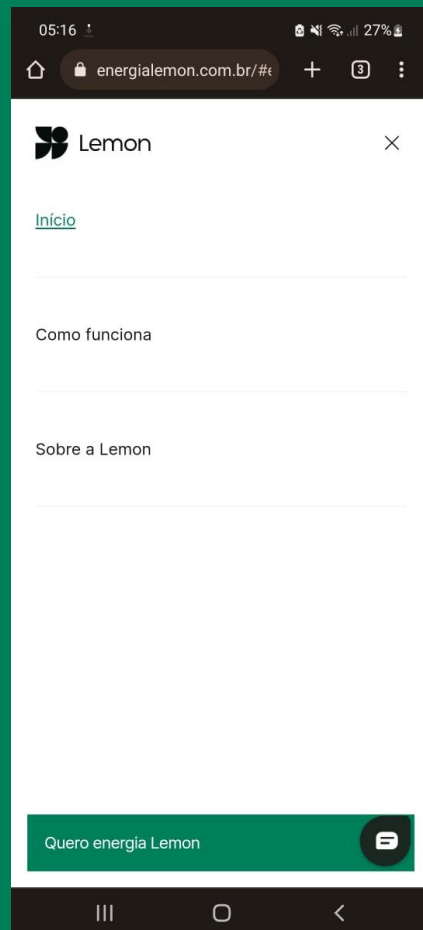 05:16
27%
energialemon.com.br/#e
3
Lemon
Início
Como funciona
Sobre a Lemon
Quero energia Lemon